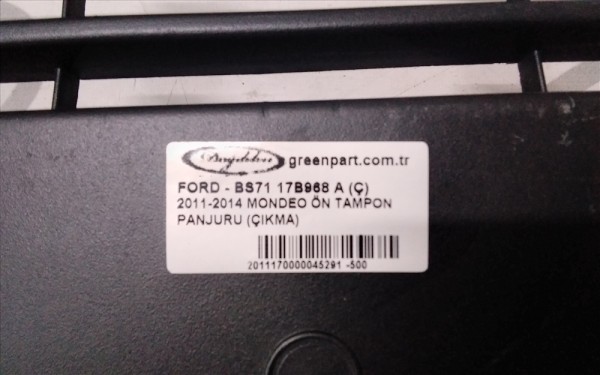 greenpart.com.tr
FORD - BS71 17B968 A (Ç)
2011-2014 MONDEO ÖN TAMPON
PANJURU (ÇIKMA)
2011170000045291 -500